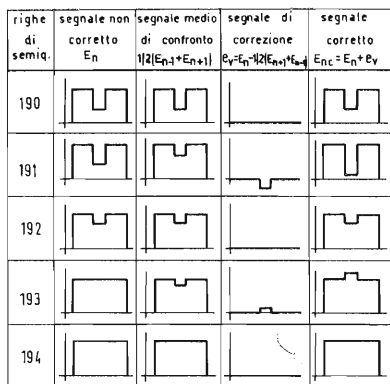 righe di semiq.
segnale non corretto En
segnale medio di confronto 1|2|En-1+En+1|
segnale di correzione ev=En-1|2|En+1+En-1|
segnale corretto Enc=En+ev
190
191
192
193
194